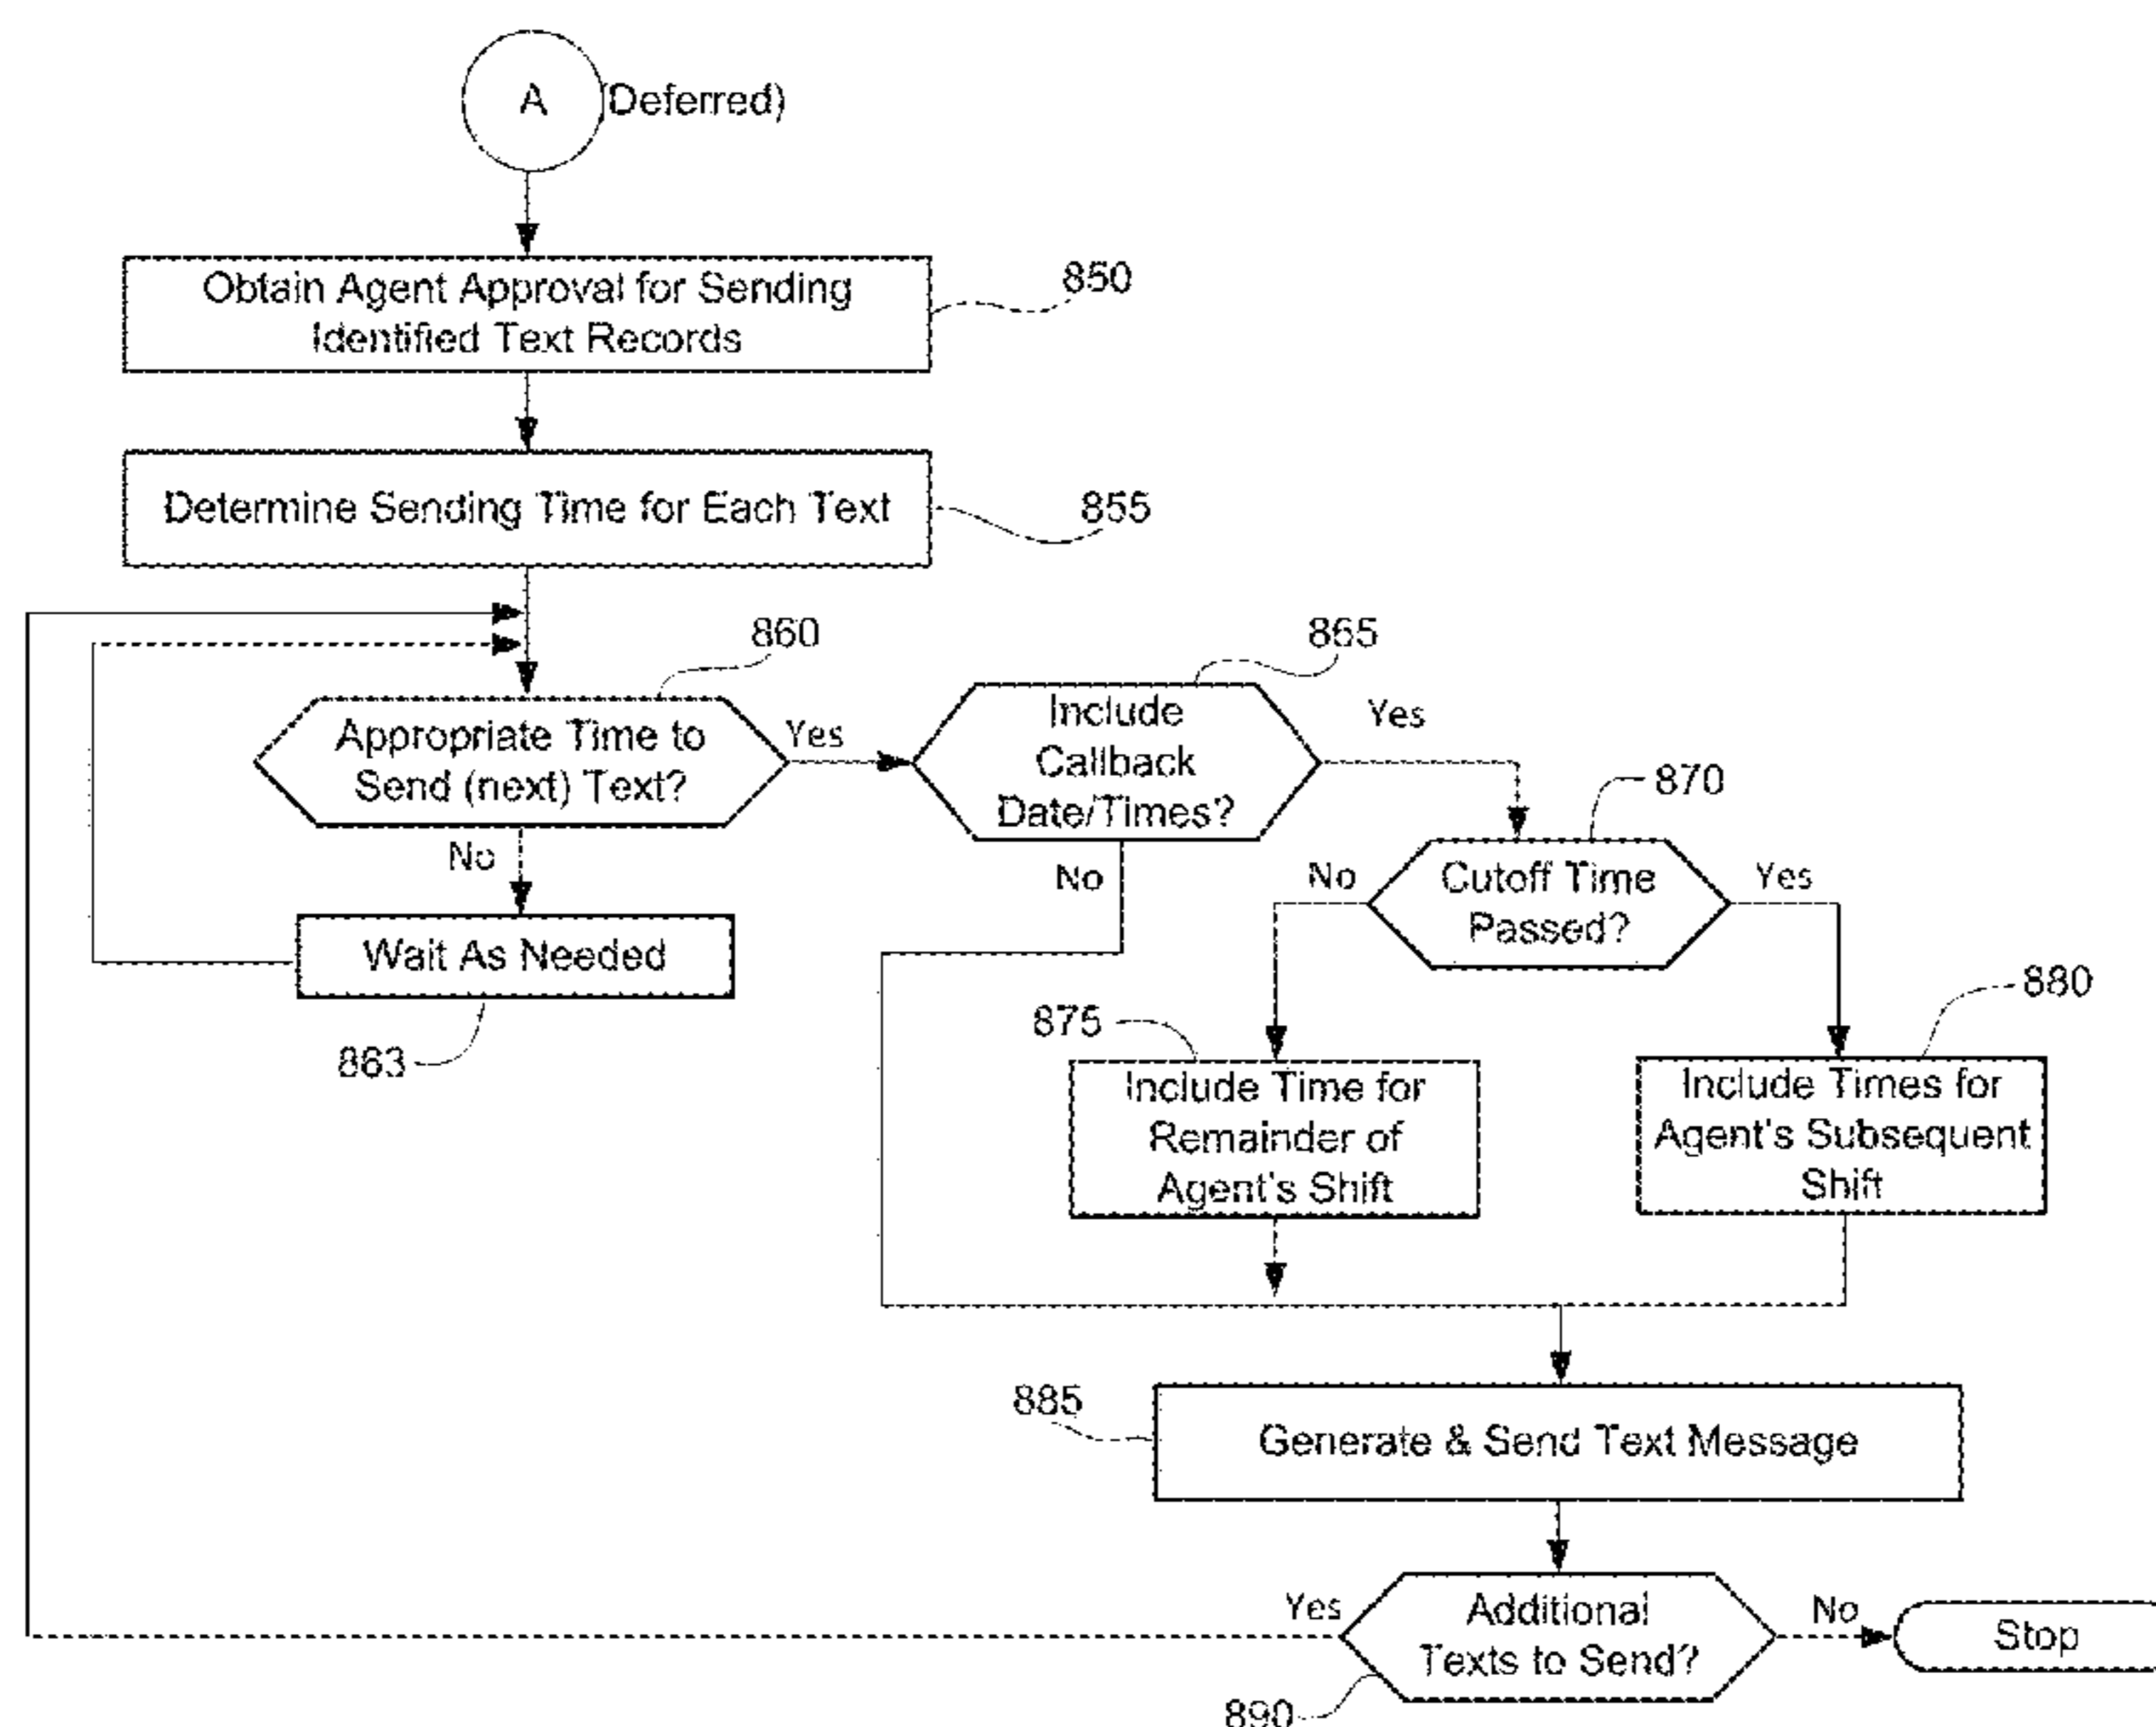 A
(Deferred)
Obtain Agent Approval for Sending
Identified Text Records
850
Determine Sending Time for Each Text
855
860
865
Appropriate Time to
Send (next) Text?
Yes
Include
Callback
Date/Times?
Yes
870
No
No
No
Cutoff Time
Passed?
Yes
Wait As Needed
863
875
880
Include Time for
Remainder of
Agent's Shift
Include Times for
Agent's Subsequent
Shift
885
Generate & Send Text Message
Yes
Additional
Texts to Send?
No
Stop
890